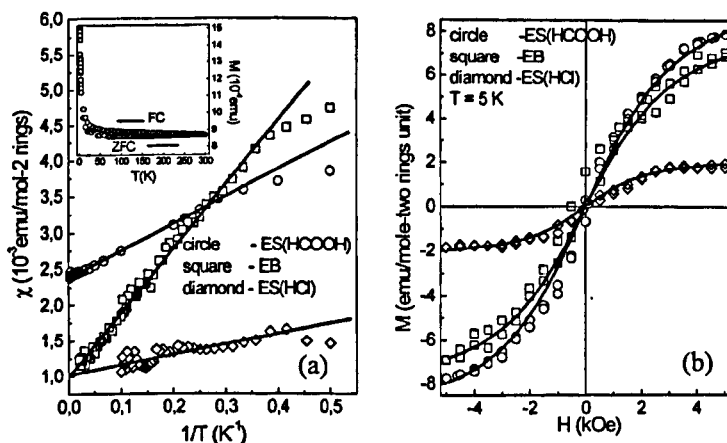 6,0
5,5
5,0
4,5
4,0
3,5
3,0
2,5
2,0
1,5
1,0
χ (10⁻³emu/mol-2 rings)
15
14
13
12
11
10
9
8
M (10⁻⁴emu)
FC
ZFC
0 50 100 150 200 250 300
T(K)
circle - ES(HCOOH)
square - EB
diamond - ES(HCl)
(a)
0,0 0,1 0,2 0,3 0,4 0,5
1/T (K⁻¹)
circle -ES(HCOOH)
square -EB
diamond -ES(HCl)
T = 5 K
8
6
4
2
0
-2
-4
-6
-8
M (emu/mole-two rings unit)
(b)
-4 -2 0 2 4
H (kOe)